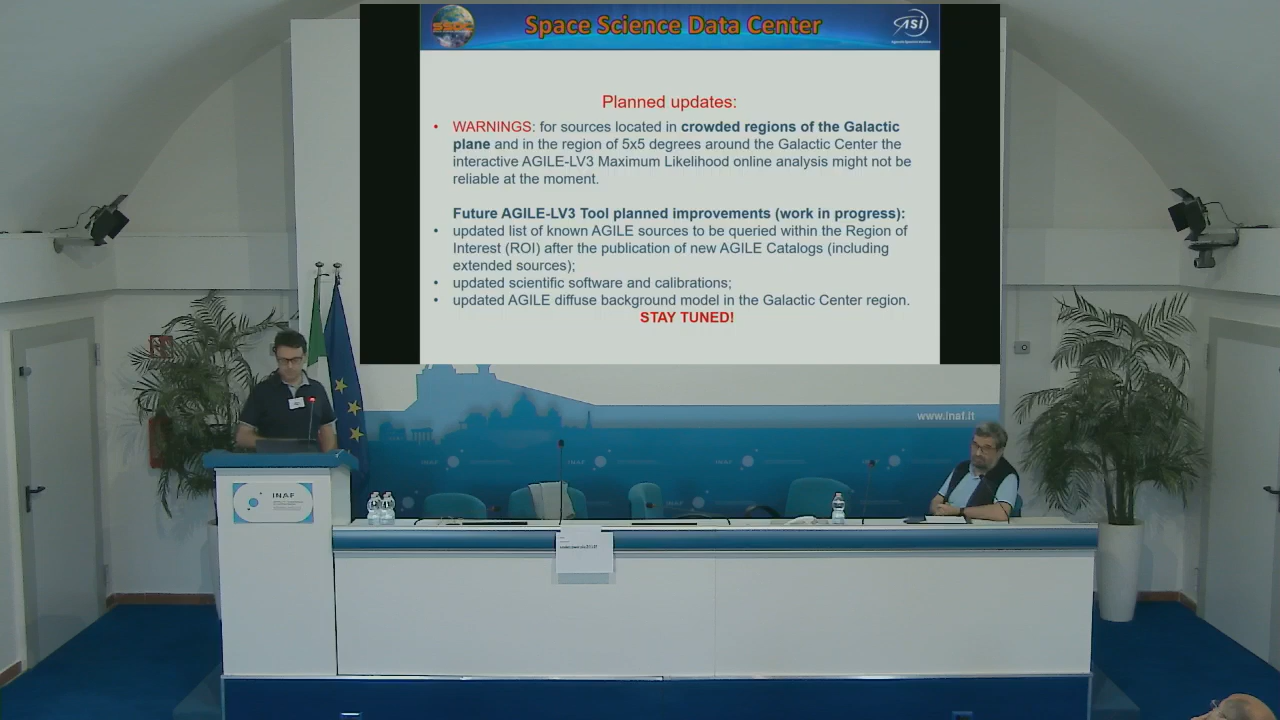 SSDC
Space Science Data Center
ASI
Planned updates:
• WARNINGS: for sources located in crowded regions of the Galactic
plane and in the region of 5x5 degrees around the Galactic Center the
interactive AGILE-LV3 Maximum Likelihood online analysis might not be
reliable at the moment.
Future AGILE-LV3 Tool planned improvements (work in progress):
• updated list of known AGILE sources to be queried within the Region of
Interest (ROI) after the publication of new AGILE Catalogs (including
extended sources);
• updated scientific software and calibrations;
• updated AGILE diffuse background model in the Galactic Center region.
STAY TUNED!
www.inaf.it
INAF